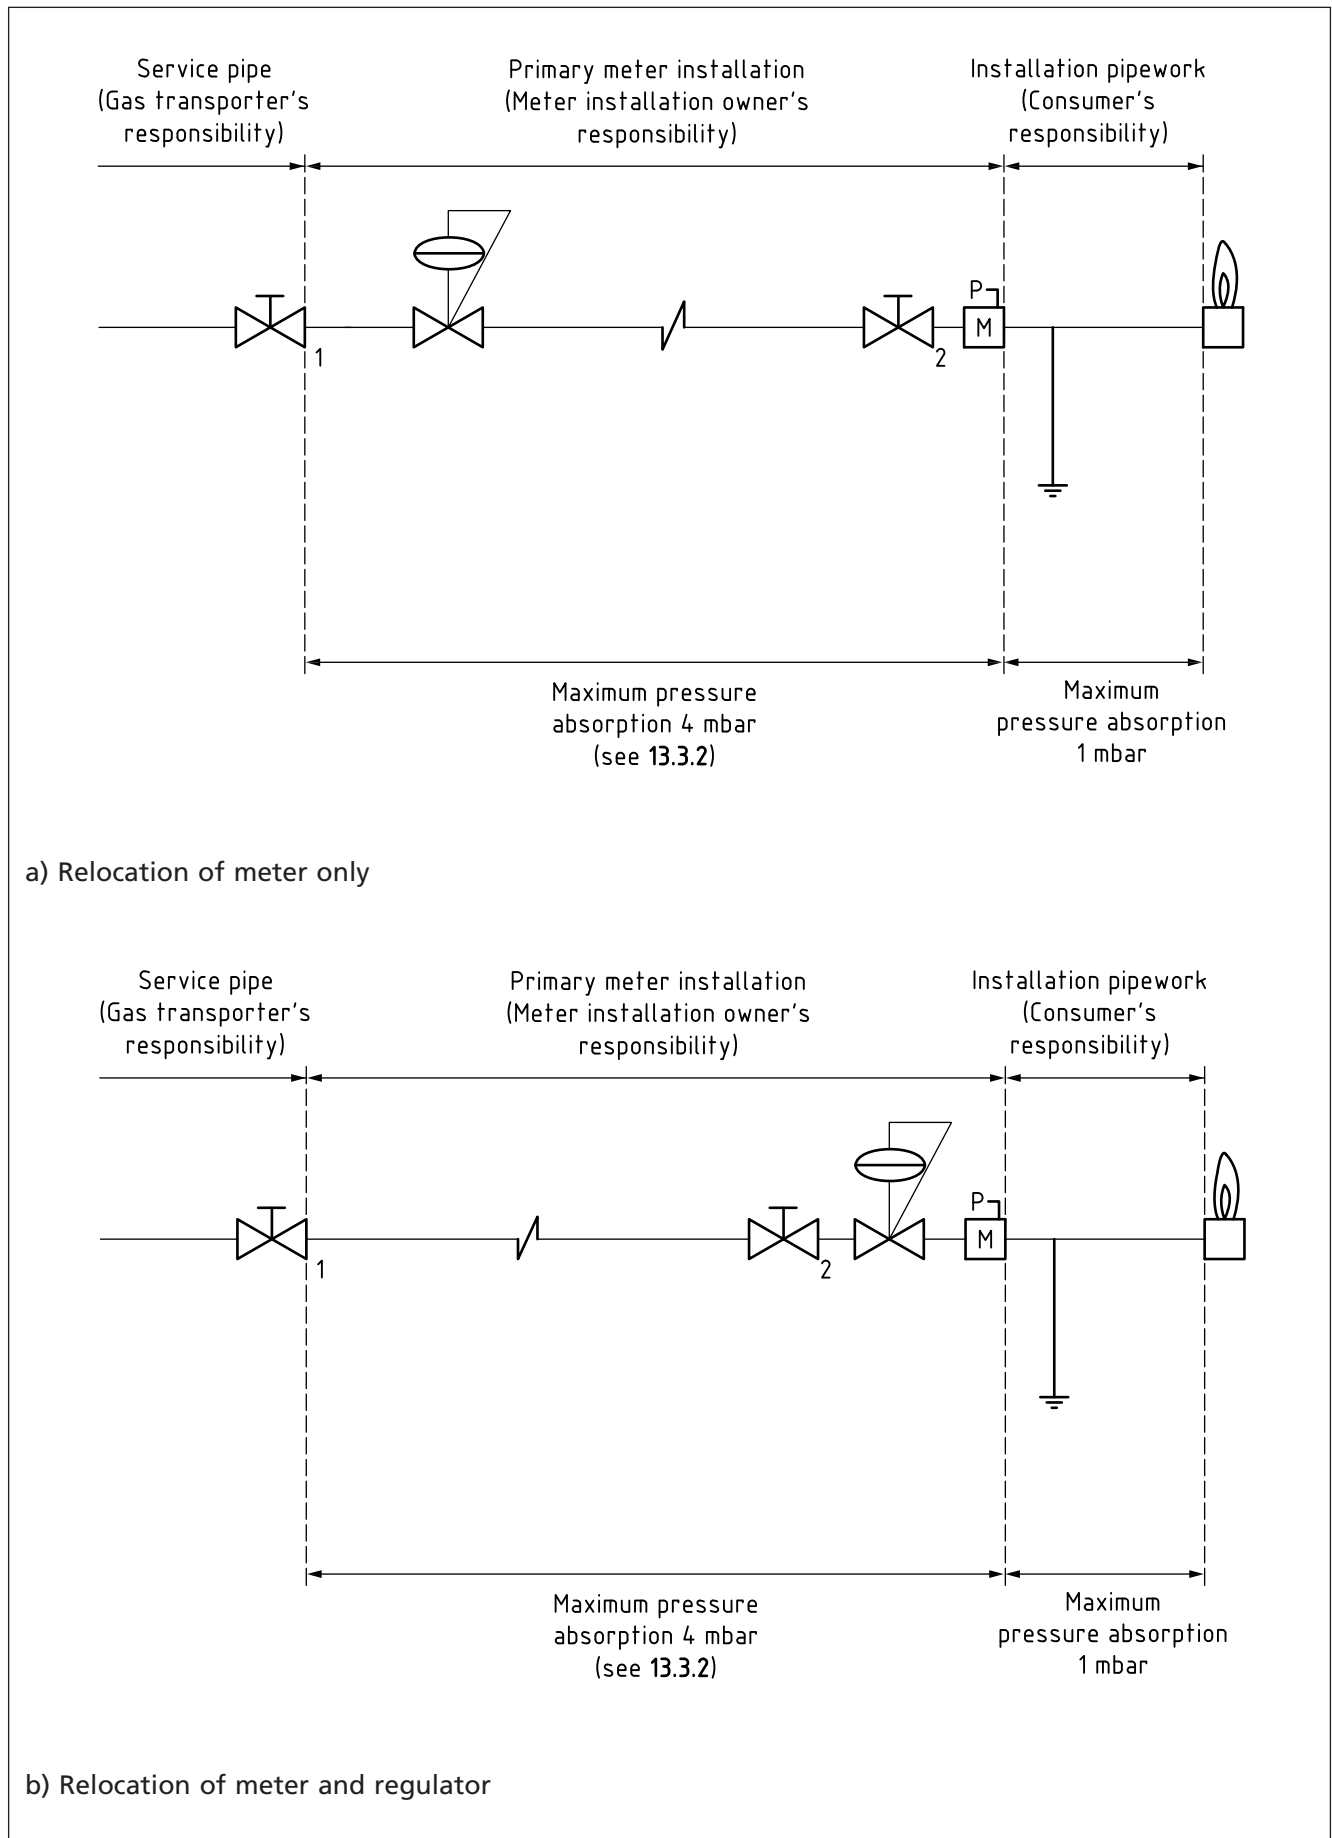 Service pipe
(Gas transporter's
responsibility)
Primary meter installation
(Meter installation owner's
responsibility)
Installation pipework
(Consumer's
responsibility)
P
M
1
2
Maximum pressure
absorption 4 mbar
(see 13.3.2)
Maximum
pressure absorption
1 mbar
a) Relocation of meter only
Service pipe
(Gas transporter's
responsibility)
Primary meter installation
(Meter installation owner's
responsibility)
Installation pipework
(Consumer's
responsibility)
P
M
1
2
Maximum pressure
absorption 4 mbar
(see 13.3.2)
Maximum
pressure absorption
1 mbar
b) Relocation of meter and regulator